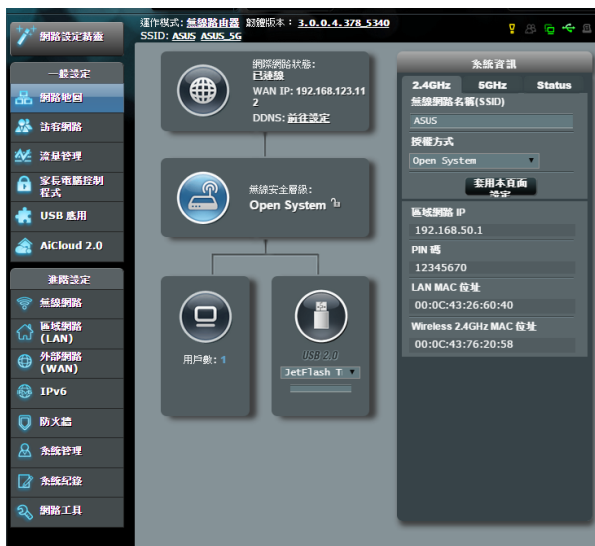 運作模式: 無線路由器 韌體版本： 3.0.0.4.378_5340
SSID: ASUS ASUS_5G
網路設定精靈
一般設定
網路地圖
訪客網路
流量管理
家長電腦控制
程式
USB 應用
AiCloud 2.0
進階設定
無線網路
區域網路
(LAN)
外部網路
(WAN)
IPv6
防火牆
系統管理
系統紀錄
網路工具
網際網路狀態:
已連線
WAN IP: 192.168.123.11
2
DDNS: 前往設定
無線安全層級:
Open System
用戶數: 1
USB 2.0
JetFlash T
系統資訊
2.4GHz 5GHz Status
無線網路名稱(SSID)
ASUS
授權方式
Open System
套用本頁面
設定
區域網路 IP
192.168.50.1
PIN 碼
12345670
LAN MAC 位址
00:0C:43:26:60:40
Wireless 2.4GHz MAC 位址
00:0C:43:76:20:58